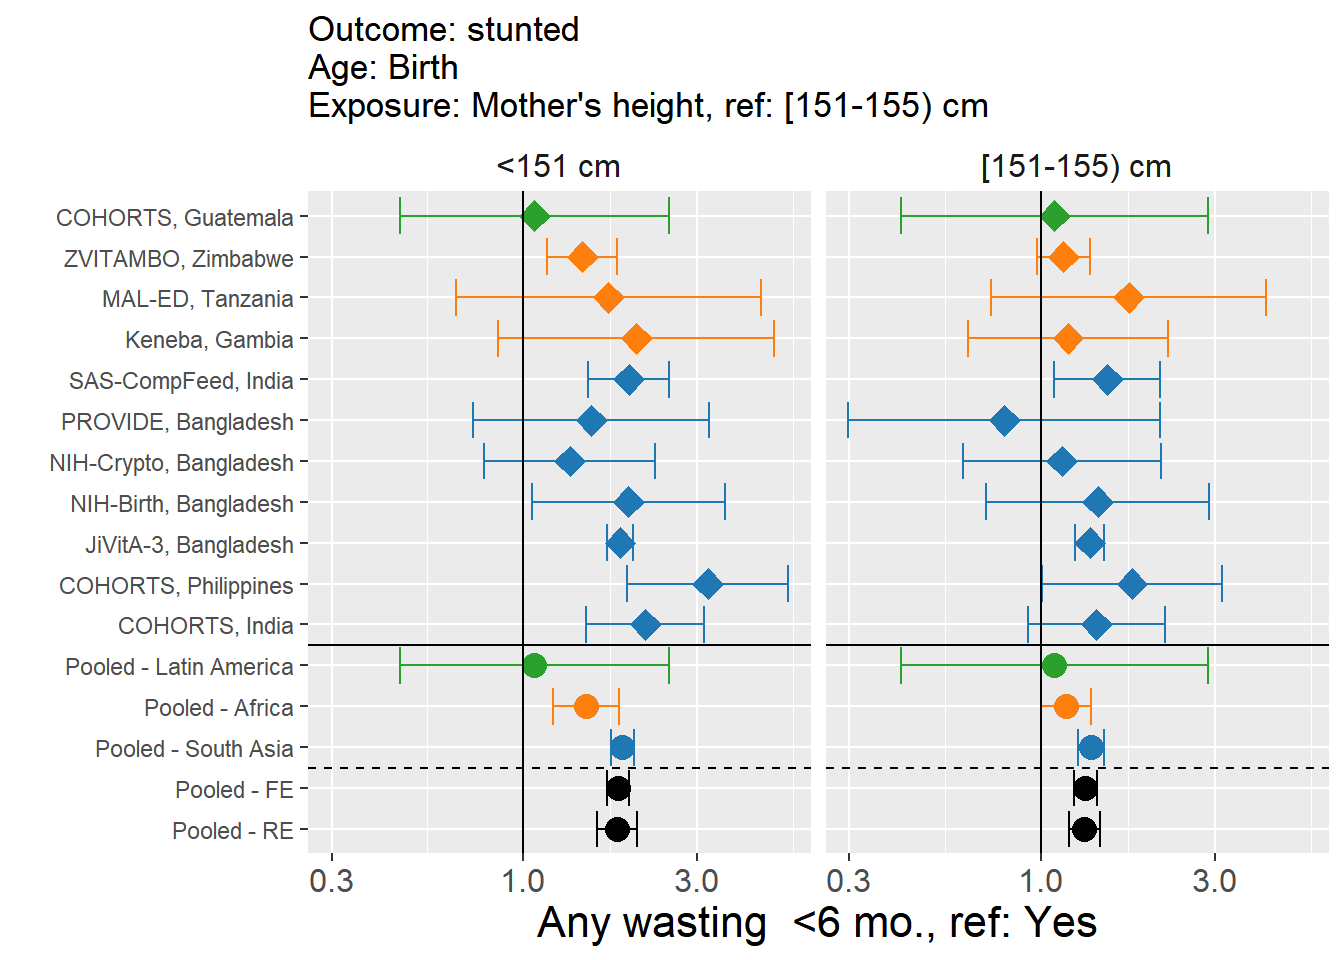 Outcome: stunted
Age: Birth
Exposure: Mother's height, ref: [151-155) cm
<151 cm
[151-155) cm
COHORTS, Guatemala
ZVITAMBO, Zimbabwe
MAL-ED, Tanzania
Keneba, Gambia
SAS-CompFeed, India
PROVIDE, Bangladesh
NIH-Crypto, Bangladesh
NIH-Birth, Bangladesh
JiVitA-3, Bangladesh
COHORTS, Philippines
COHORTS, India
Pooled - Latin America
Pooled - Africa
Pooled - South Asia
Pooled - FE
Pooled - RE
0.3 1.0 3.0
0.3 1.0 3.0
Any wasting  <6 mo., ref: Yes